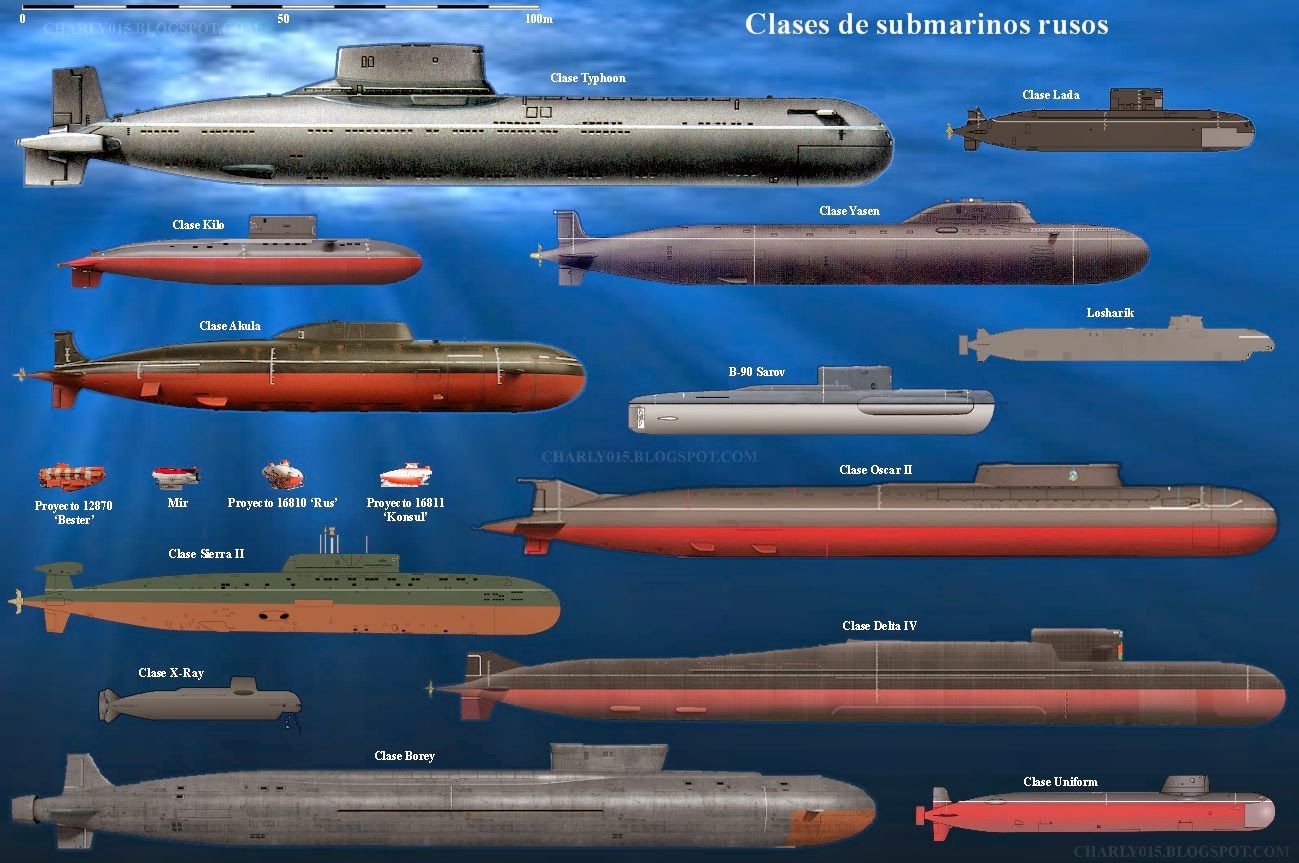 0 50 100m
CHARLY015.BLOGSPOT.COM
Clases de submarinos rusos
Clase Typhoon
Clase Lada
Clase Kilo
Clase Yasen
Clase Akula
Losharik
B-90 Sarov
CHARLY015.BLOGSPOT.COM
Clase Oscar II
Proyecto 12870
‘Bester’
Mir
Proyecto 16810 ‘Rus’
Proyecto 16811
‘Konsul’
Clase Sierra II
Clase Delta IV
Clase X-Ray
Clase Borey
Clase Uniform
CHARLY015.BLOGSPOT.COM